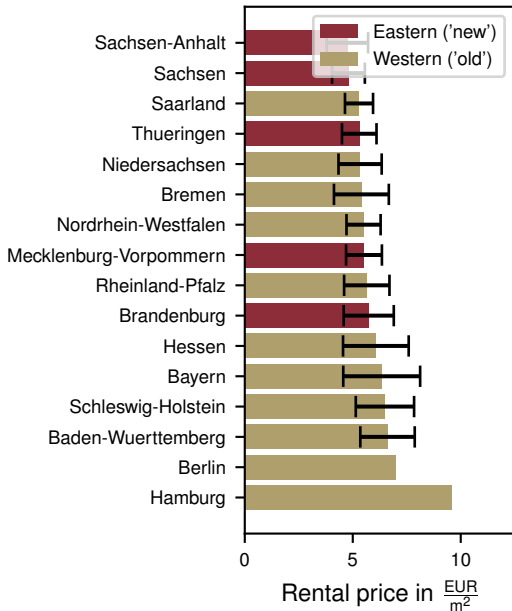 Eastern ('new')
Western ('old')
Sachsen-Anhalt
Sachsen
Saarland
Thueringen
Niedersachsen
Bremen
Nordrhein-Westfalen
Mecklenburg-Vorpommern
Rheinland-Pfalz
Brandenburg
Hessen
Bayern
Schleswig-Holstein
Baden-Wuerttemberg
Berlin
Hamburg
0 5 10
Rental price in EUR/m²